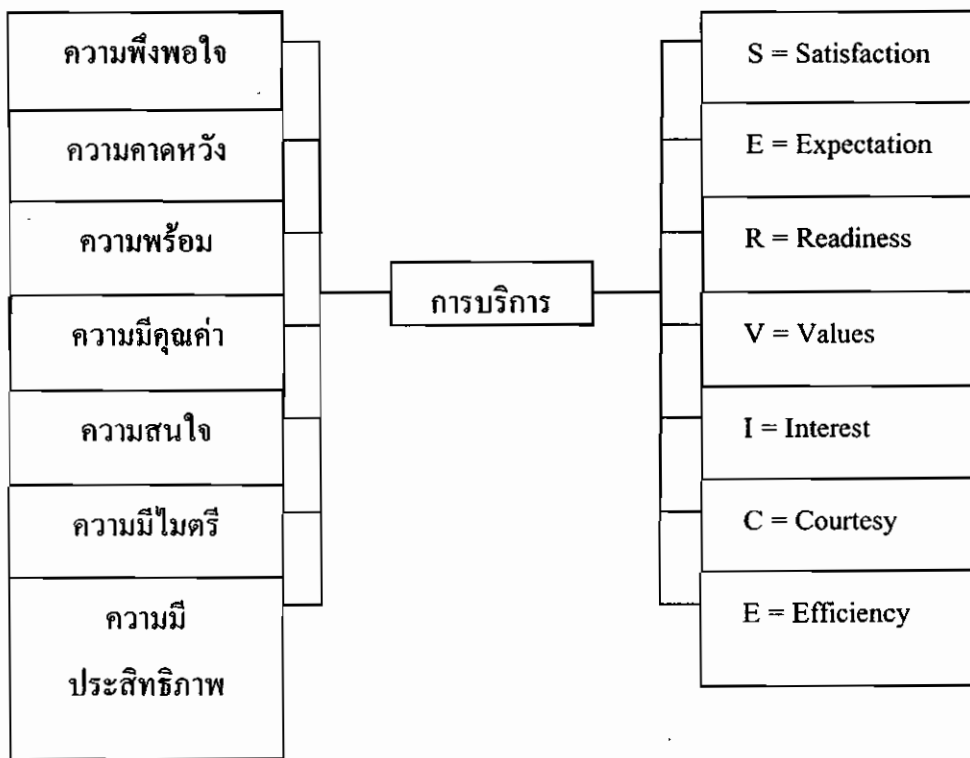 ความพึงพอใจ
ความคาดหวัง
ความพร้อม
ความมีคุณค่า
ความสนใจ
ความมีไมตรี
ความมี
ประสิทธิภาพ
การบริการ
S = Satisfaction
E = Expectation
R = Readiness
V = Values
I = Interest
C = Courtesy
E = Efficiency